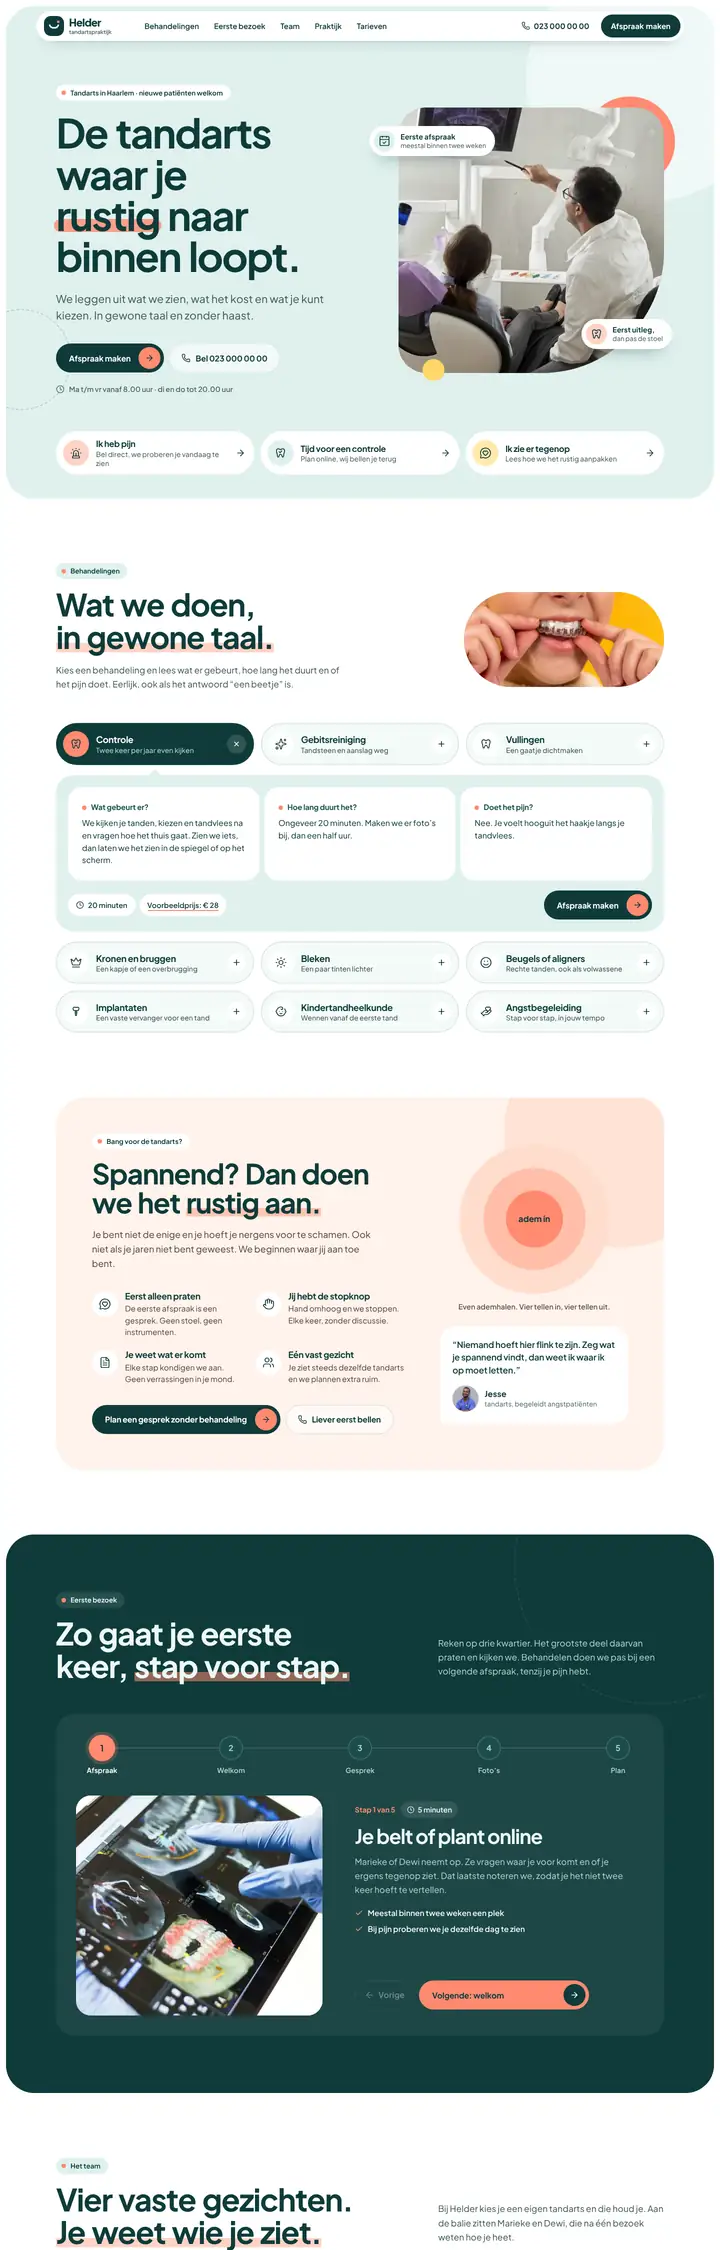 Helder
tandartspraktijk
Behandelingen
Eerste bezoek
Team
Praktijk
Tarieven
023 000 00 00
Afspraak maken
Tandarts in Haarlem · nieuwe patiënten welkom
De tandarts
waar je
rustig naar
binnen loopt.
We leggen uit wat we zien, wat het kost en wat je kunt
kiezen. In gewone taal en zonder haast.
Afspraak maken
Bel 023 000 00 00
Ma t/m vr vanaf 8.00 uur · di en do tot 20.00 uur
Eerste afspraak
meestal binnen twee weken
Eerst uitleg,
dan pas de stoel
Ik heb pijn
Bel direct, we proberen je vandaag te
zien
Tijd voor een controle
Plan online, wij bellen je terug
Ik zie er tegenop
Lees hoe we het rustig aanpakken
Behandelingen
Wat we doen,
in gewone taal.
Kies een behandeling en lees wat er gebeurt, hoe lang het duurt en of
het pijn doet. Eerlijk, ook als het antwoord “een beetje” is.
Controle
Twee keer per jaar even kijken
Gebitsreiniging
Tandsteen en aanslag weg
Vullingen
Een gaatje dichtmaken
Wat gebeurt er?
We kijken je tanden, kiezen en tandvlees na
en vragen hoe het thuis gaat. Zien we iets,
dan laten we het zien in de spiegel of op het
scherm.
Hoe lang duurt het?
Ongeveer 20 minuten. Maken we er foto’s
bij, dan een half uur.
Doet het pijn?
Nee. Je voelt hooguit het haakje langs je
tandvlees.
20 minuten
Voorbeeldprijs: € 28
Afspraak maken
Kronen en bruggen
Een kapje of een overbrugging
Bleken
Een paar tinten lichter
Beugels of aligners
Rechte tanden, ook als volwassene
Implantaten
Een vaste vervanger voor een tand
Kindertandheelkunde
Wennen vanaf de eerste tand
Angstbegeleiding
Stap voor stap, in jouw tempo
Bang voor de tandarts?
Spannend? Dan doen
we het rustig aan.
Je bent niet de enige en je hoeft je nergens voor te schamen. Ook
niet als je jaren niet bent geweest. We beginnen waar jij aan toe
bent.
Eerst alleen praten
De eerste afspraak is een
gesprek. Geen stoel, geen
instrumenten.
Jij hebt de stopknop
Hand omhoog en we stoppen.
Elke keer, zonder discussie.
Je weet wat er komt
Elke stap kondigen we aan.
Geen verrassingen in je mond.
Eén vast gezicht
Je ziet steeds dezelfde tandarts
en we plannen extra ruim.
Plan een gesprek zonder behandeling
Liever eerst bellen
adem in
Even ademhalen. Vier tellen in, vier tellen uit.
“Niemand hoeft hier flink te zijn. Zeg wat
je spannend vindt, dan weet ik waar ik
op moet letten.”
Jesse
tandarts, begeleidt angstpatiënten
Eerste bezoek
Zo gaat je eerste
keer, stap voor stap.
Reken op drie kwartier. Het grootste deel daarvan
praten en kijken we. Behandelen doen we pas bij een
volgende afspraak, tenzij je pijn hebt.
1
2
3
4
5
Afspraak
Welkom
Gesprek
Foto’s
Plan
Stap 1 van 5
5 minuten
Je belt of plant online
Marieke of Dewi neemt op. Ze vragen waar je voor komt en of je
ergens tegenop ziet. Dat laatste noteren we, zodat je het niet twee
keer hoeft te vertellen.
Meestal binnen twee weken een plek
Bij pijn proberen we je dezelfde dag te zien
Vorige
Volgende: welkom
Het team
Vier vaste gezichten.
Je weet wie je ziet.
Bij Helder kies je een eigen tandarts en die houd je. Aan
de balie zitten Marieke en Dewi, die na één bezoek
weten hoe je heet.